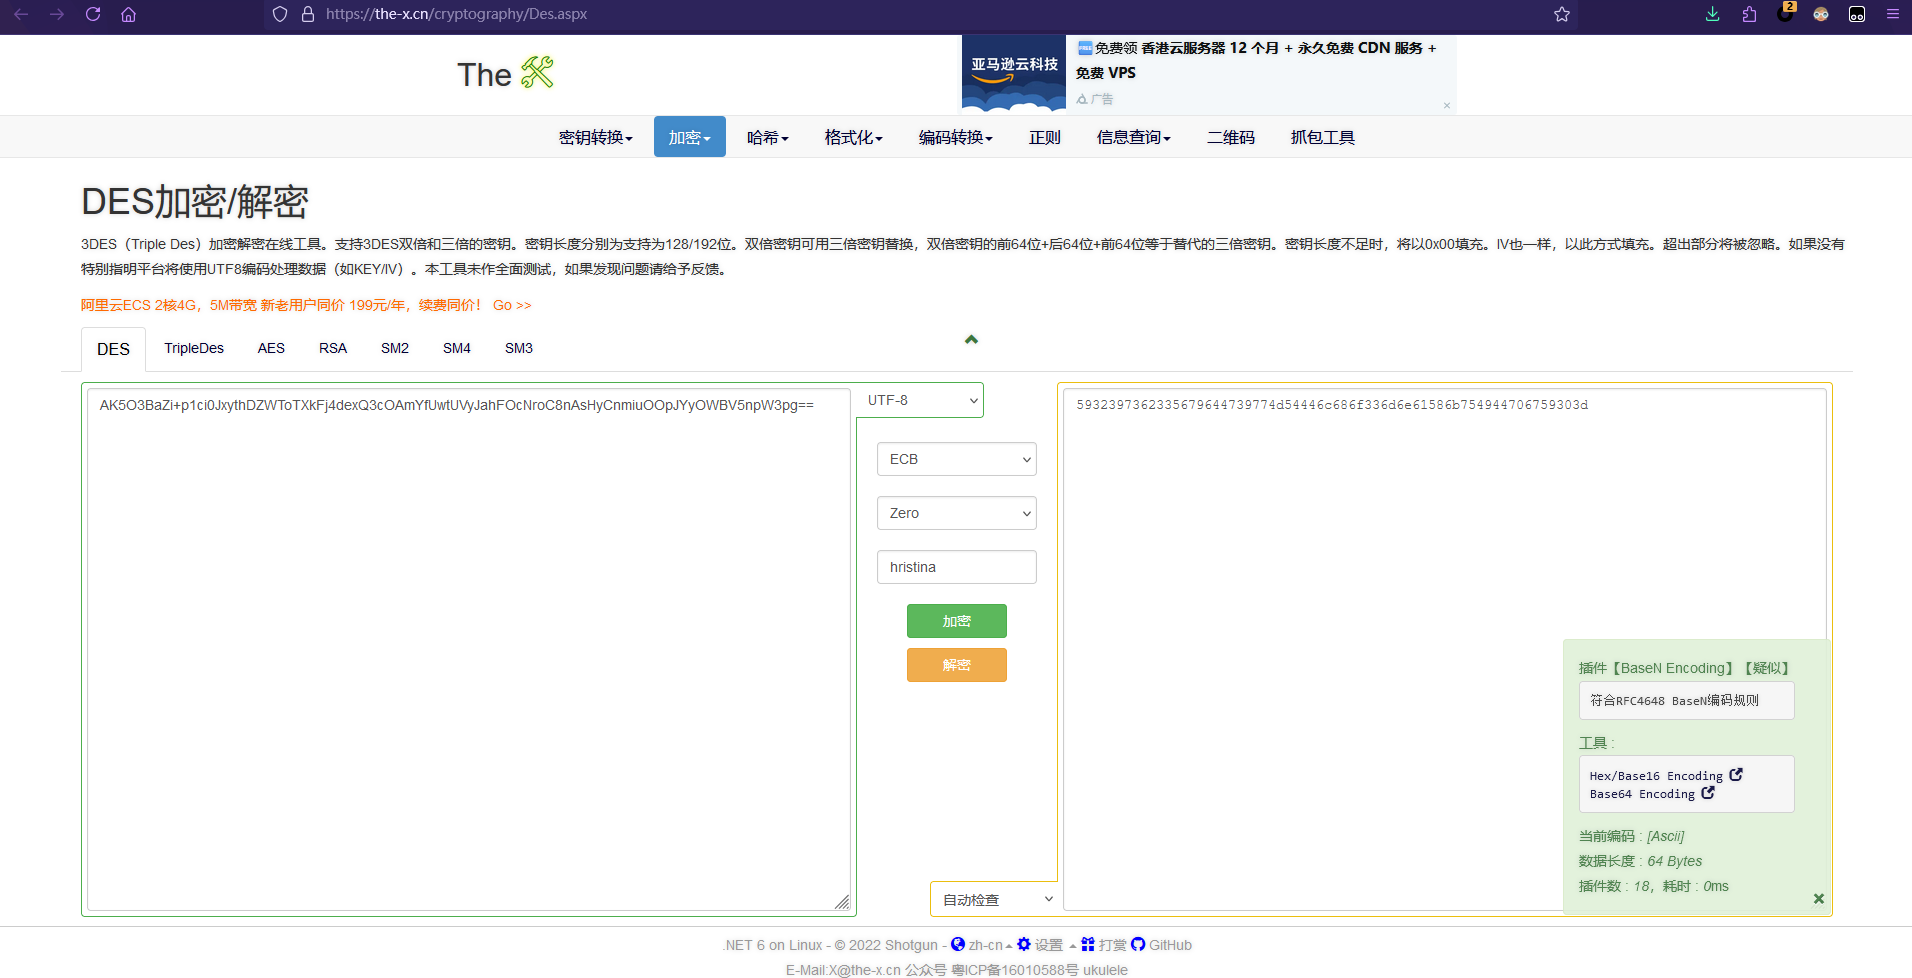 https://the-x.cn/cryptography/Des.aspx
2
The
亚马逊云科技
免费领 香港云服务器 12 个月 + 永久免费 CDN 服务 +
免费 VPS
广告
密钥转换 加密 哈希 格式化 编码转换 正则 信息查询 二维码 抓包工具
DES加密/解密
3DES（Triple Des）加密解密在线工具。支持3DES双倍和三倍的密钥。密钥长度分别为支持为128/192位。双倍密钥可用三倍密钥替换，双倍密钥的前64位+后64位+前64位等于替代的三倍密钥。密钥长度不足时，将以0x00填充。IV也一样，以此方式填充。超出部分将被忽略。如果没有
特别指明平台将使用UTF8编码处理数据（如KEY/IV）。本工具未作全面测试，如果发现问题请给予反馈。
阿里云ECS 2核4G，5M带宽 新老用户同价 199元/年，续费同价！ Go >>
DES TripleDes AES RSA SM2 SM4 SM3
AK5O3BaZi+p1ci0JxythDZWToTXkFj4dexQ3cOAmYfUwtUVyJahFOcNroC8nAsHyCnmiuOOpJYyOWBV5npW3pg==
UTF-8
ECB
Zero
hristina
加密
解密
自动检查
5932397362335679644739774d54446c686f336d6e61586b754944706759303d
插件【BaseN Encoding】【疑似】
符合RFC4648 BaseN编码规则
工具 :
Hex/Base16 Encoding
Base64 Encoding
当前编码 : [Ascii]
数据长度 : 64 Bytes
插件数 : 18，耗时 : 0ms
.NET 6 on Linux - © 2022 Shotgun - zh-cn 设置 打赏 GitHub
E-Mail:X@the-x.cn 公众号 粤ICP备16010588号 ukulele